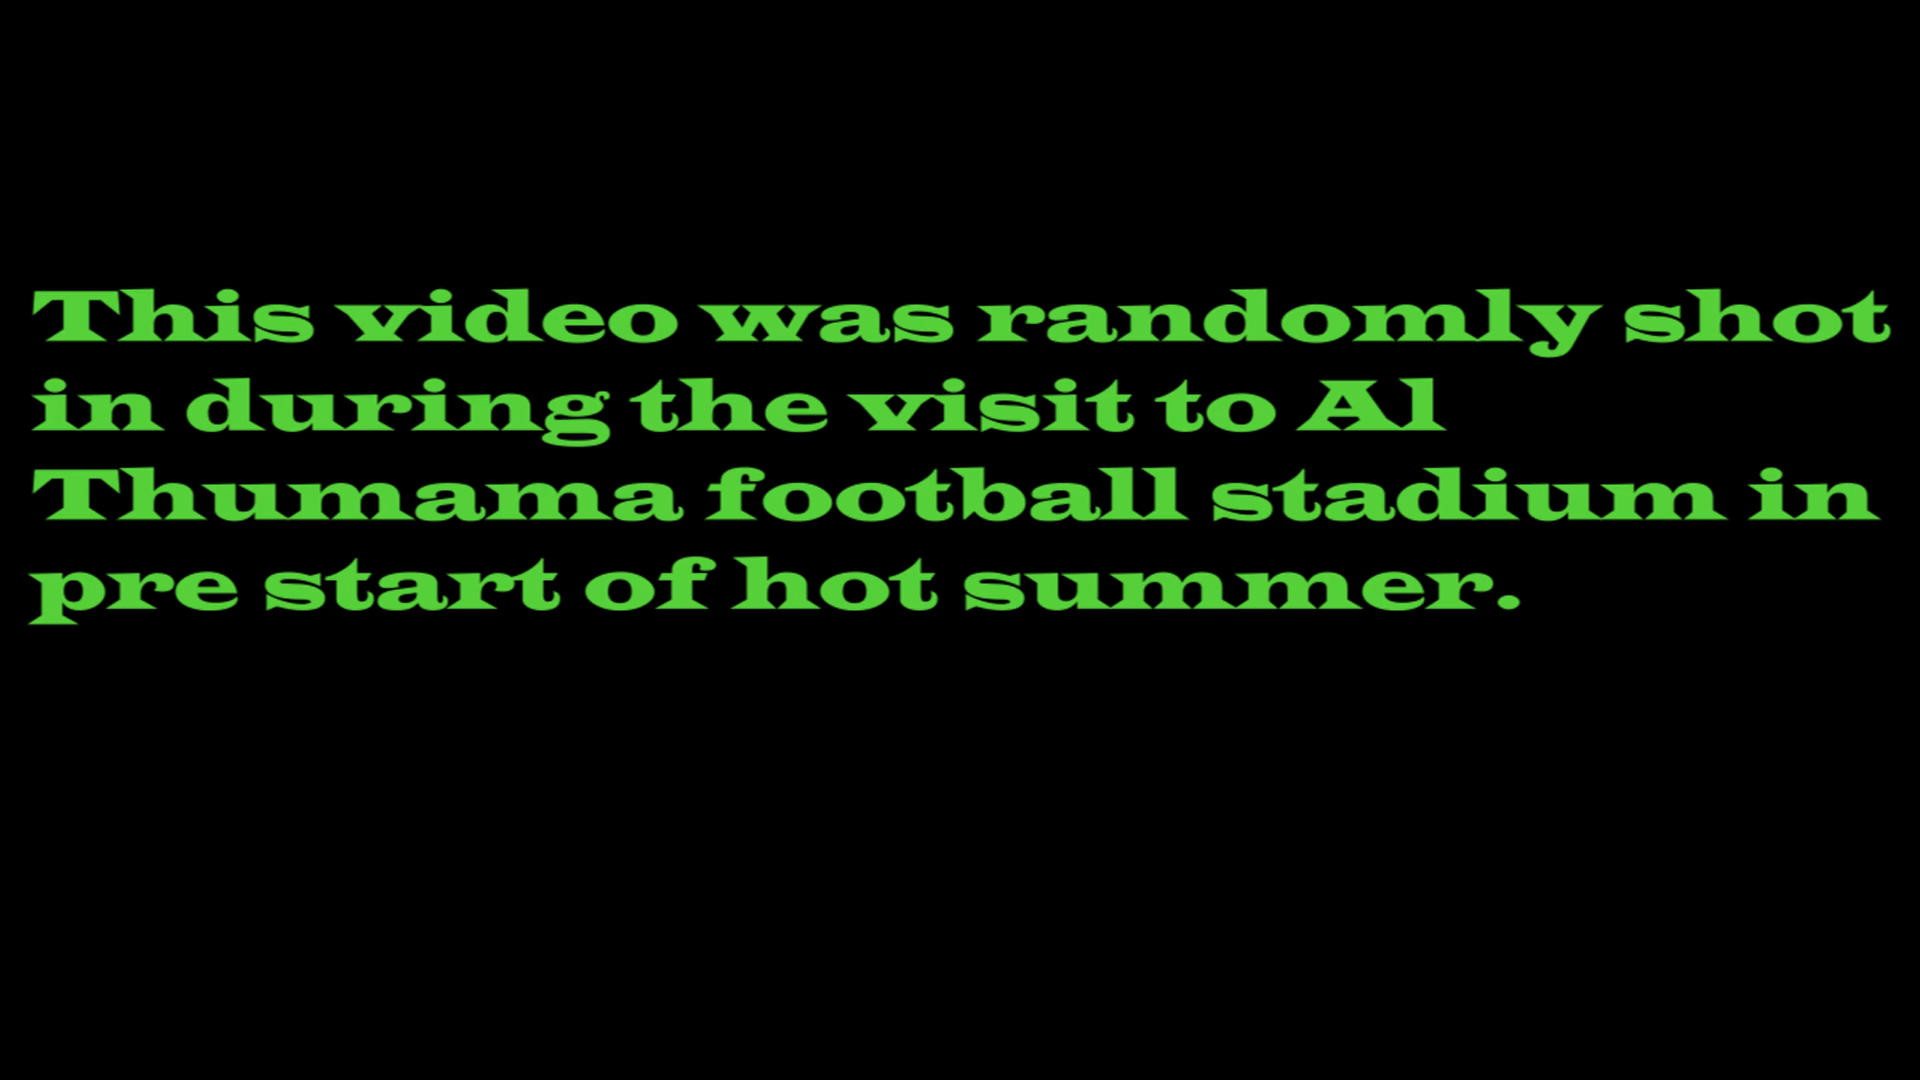 This video was randomly shot
in during the visit to Al
Thumama football stadium in
pre start of hot summer.